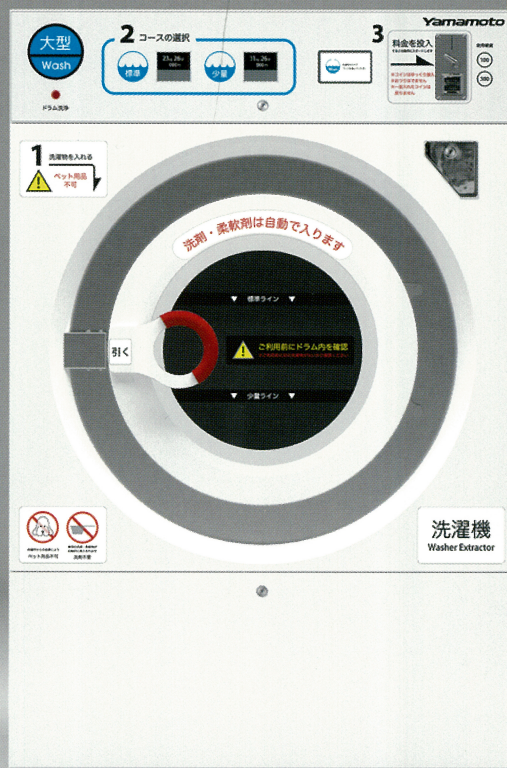 Yamamoto
大型
Wash
ドラム洗浄
2 コースの選択
標準
少量
3
料金を投入
100
1 洗濯物を入れる
ペット用品
不可
洗剤・柔軟剤は自動で入ります
標準ライン
引く
ご利用前にドラム内を確認
少量ライン
ペット用品不可
洗剤不要
洗濯機
Washer Extractor